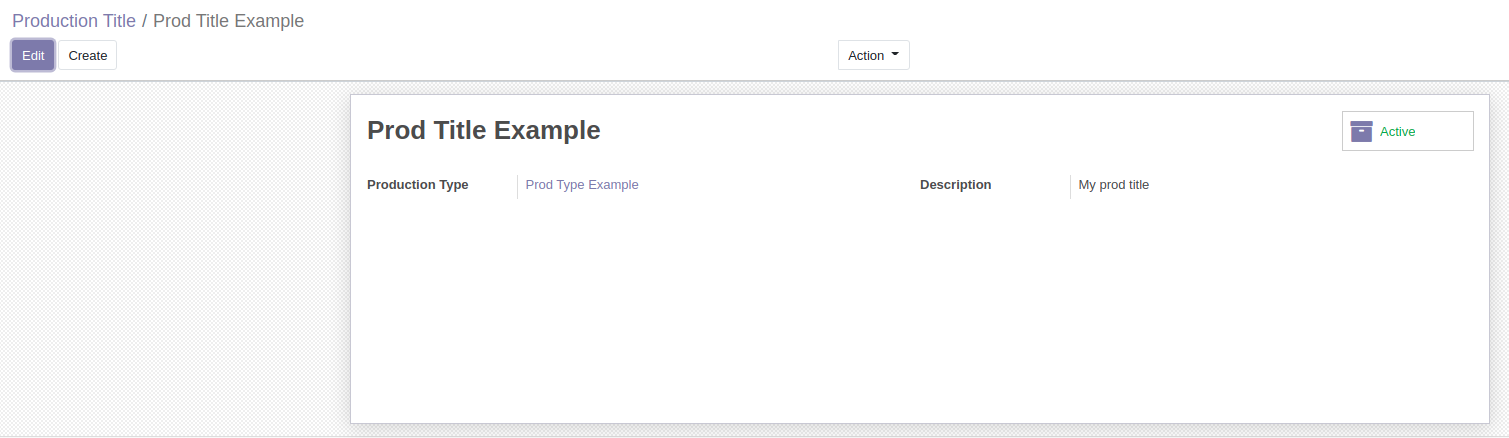 Production Title / Prod Title Example
Edit Create Action
Prod Title Example
Active
Production Type Prod Type Example Description My prod title